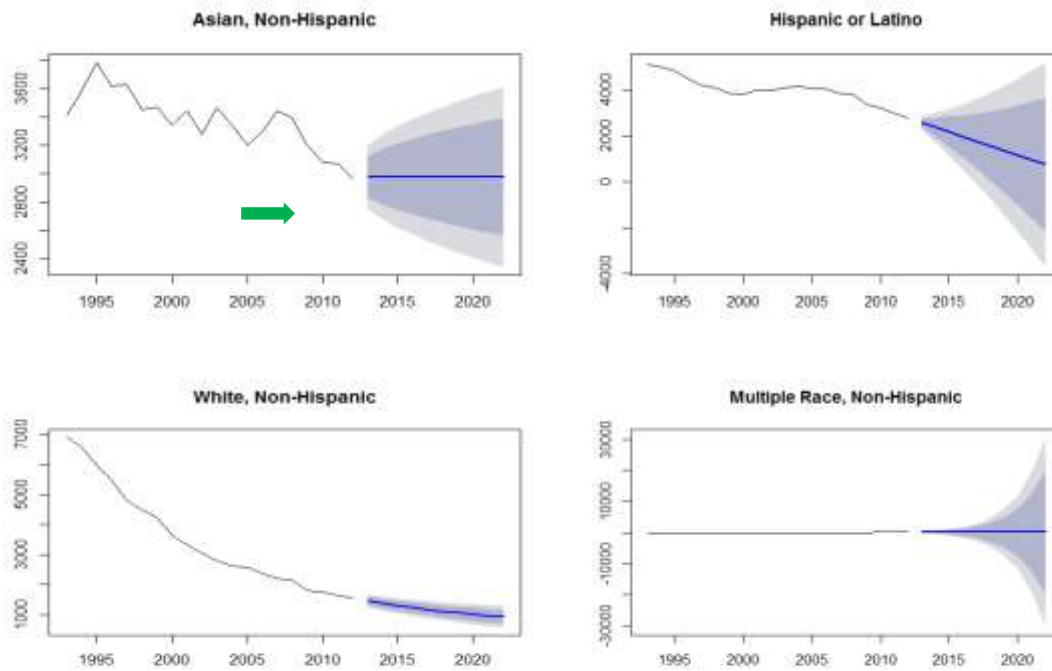 Asian, Non-Hispanic
3600
3200
2800
2400
1995 2000 2005 2010 2015 2020
Hispanic or Latino
4000
2000
0
-4000
1995 2000 2005 2010 2015 2020
White, Non-Hispanic
7000
5000
3000
1000
1995 2000 2005 2010 2015 2020
Multiple Race, Non-Hispanic
30000
10000
-10000
-30000
1995 2000 2005 2010 2015 2020